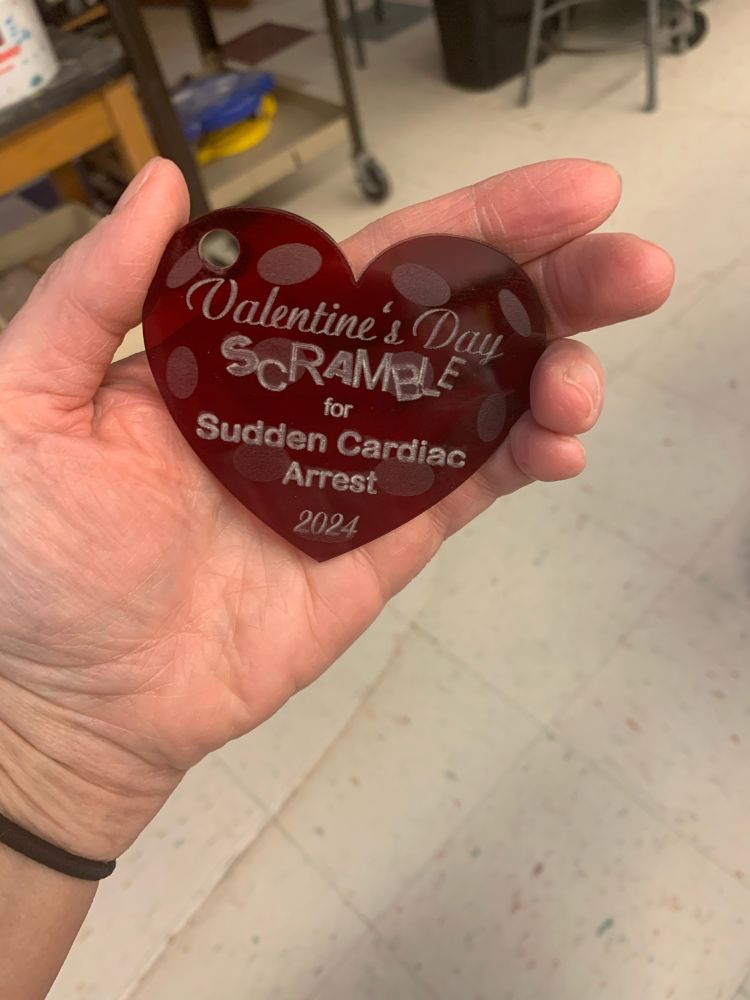 Valentine's Day
SCRAMBLE
for
Sudden Cardiac
Arrest
2024